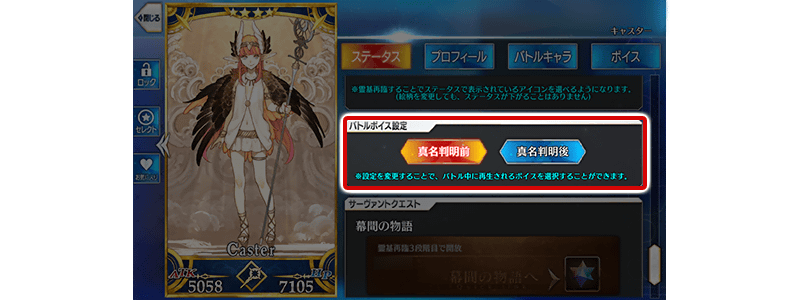 閉じる
ロック
セレクト
お気に入り
Caster
ATK
HP
5058
7105
キャスター
ステータス
プロフィール
バトルキャラ
ボイス
※霊基再臨することでステータスで表示されているアイコンを選べるようになります。
(絵柄を変更しても、ステータスが下がることはありません)
バトルボイス設定
真名判明前
真名判明後
※設定を変更することで、バトル中に再生されるボイスを選択することができます。
サーヴァントクエスト
幕間の物語
霊基再臨3段階目で開放
幕間の物語へ